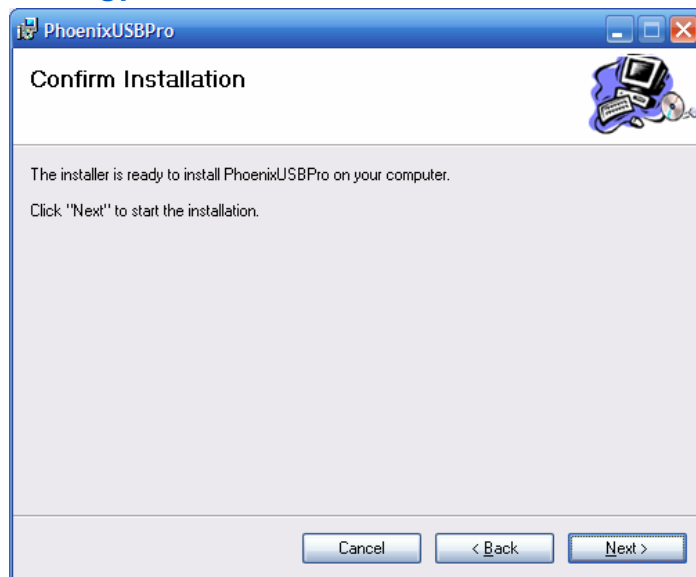 PhoenixUSBPro
Confirm Installation
The installer is ready to install PhoenixUSBPro on your computer.
Click "Next" to start the installation.
Cancel
< Back
Next >